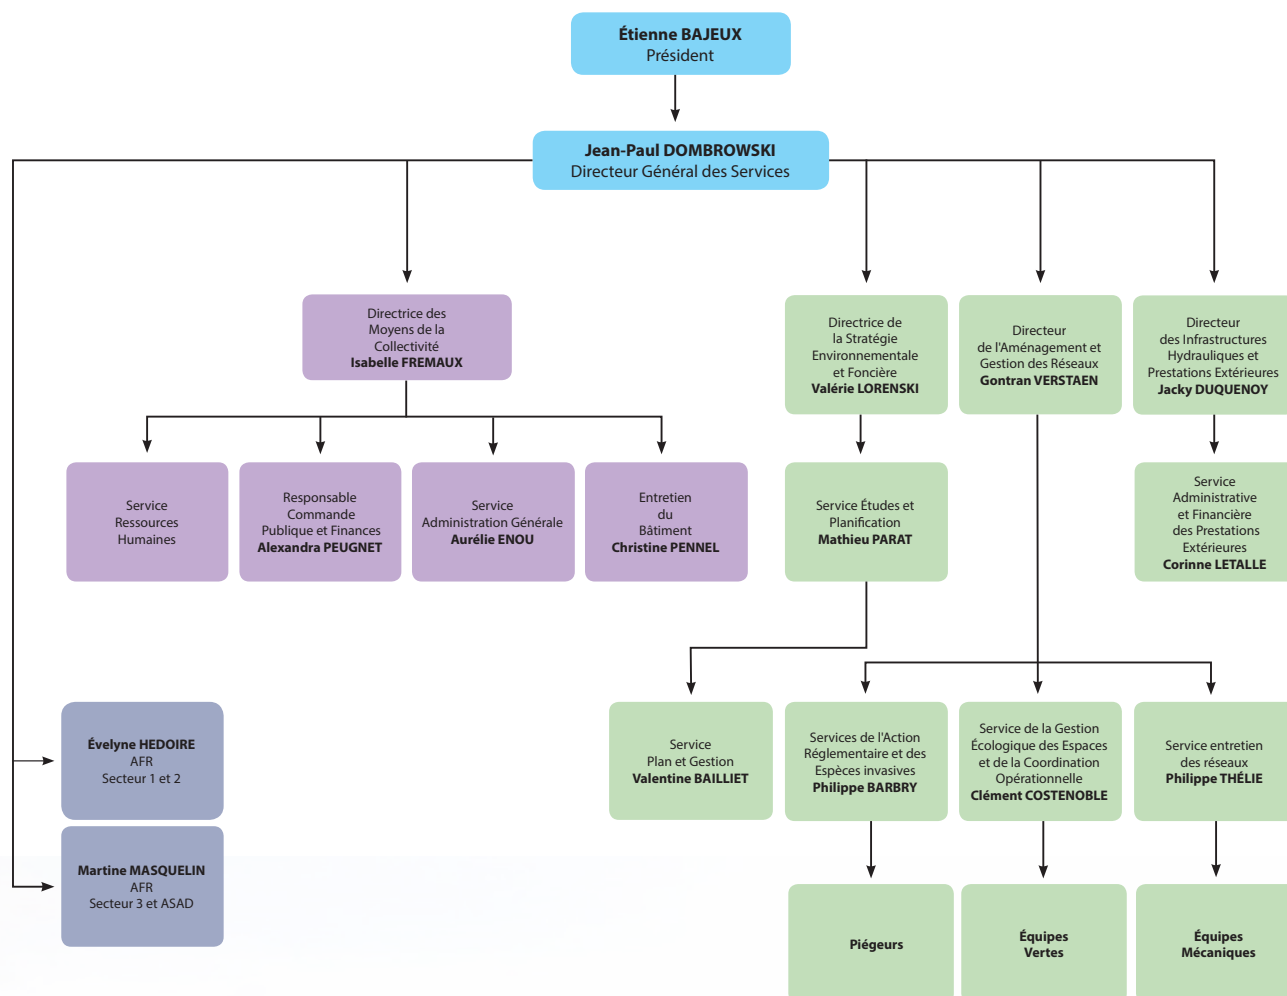 Étienne BAJEUX
Président
Jean-Paul DOMBROWSKI
Directeur Général des Services
Directrice des
Moyens de la
Collectivité
Isabelle FREMAUX
Directrice de
la Stratégie
Environnementale
et Foncière
Valérie LORENSKI
Directeur
de l'Aménagement et
Gestion des Réseaux
Gontran VERSTAEN
Directeur
des Infrastructures
Hydrauliques et
Prestations Extérieures
Jacky DUQUENOY
Service
Ressources
Humaines
Responsable
Commande
Publique et Finances
Alexandra PEUGNET
Service
Administration Générale
Aurélie ENOU
Entretien
du
Bâtiment
Christine PENNEL
Service Études et
Planification
Mathieu PARAT
Service
Administrative
et Financière
des Prestations
Extérieures
Corinne LETALLE
Évelyne HEDOIRE
AFR
Secteur 1 et 2
Service
Plan et Gestion
Valentine BAILLIET
Services de l'Action
Réglementaire et des
Espèces invasives
Philippe BARBRY
Service de la Gestion
Écologique des Espaces
et de la Coordination
Opérationnelle
Clément COSTENOBLE
Service entretien
des réseaux
Philippe THÉLIE
Martine MASQUELIN
AFR
Secteur 3 et ASAD
Piégeurs
Équipes
Vertes
Équipes
Mécaniques